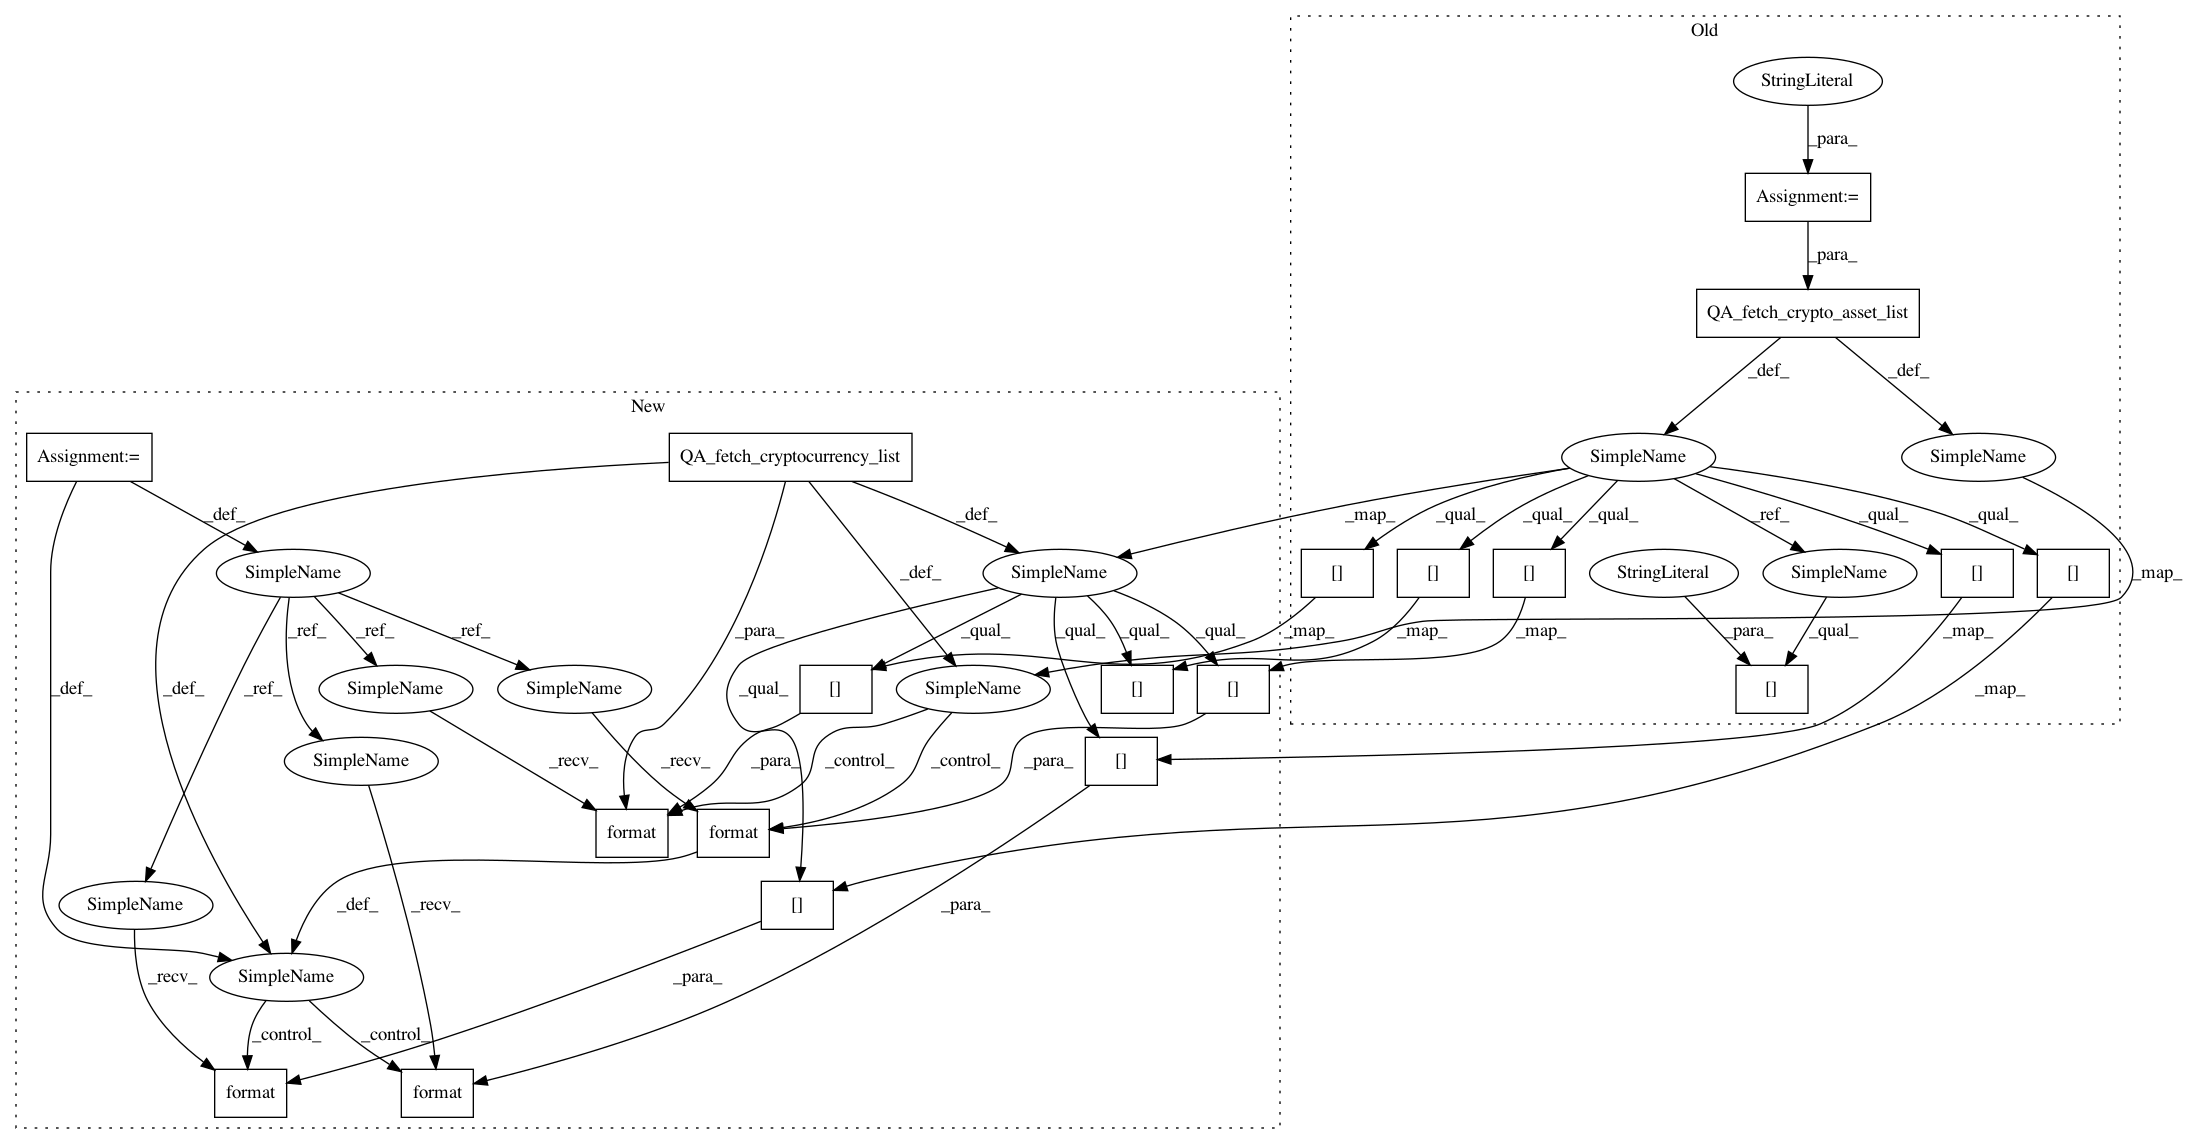 Old
StringLiteral
_para_
Assignment:=
_para_
QA_fetch_crypto_asset_list
_def_ _def_
New
Assignment:= QA_fetch_cryptocurrency_list SimpleName SimpleName
_def_ _def_ _map_ _qual_ _qual_ _qual_ _ref_ _qual_ _qual_
SimpleName _def_ SimpleName [] [] [] StringLiteral SimpleName [] [] _map_
_ref_ _ref_ _ref_ _para_ _qual_ _qual_ _qual_ _qual_ _map_ _map_ _map_ _para_ _qual_ _map_
_def_ _def_ _ref_ SimpleName SimpleName _qual_ [] SimpleName [] [] [] _map_
SimpleName _recv_ _recv_ _para_ _control_ _control_ _para_ []
format format
SimpleName _def_ _recv_ [] _para_
SimpleName _recv_ _para_
_control_ _control_
format format